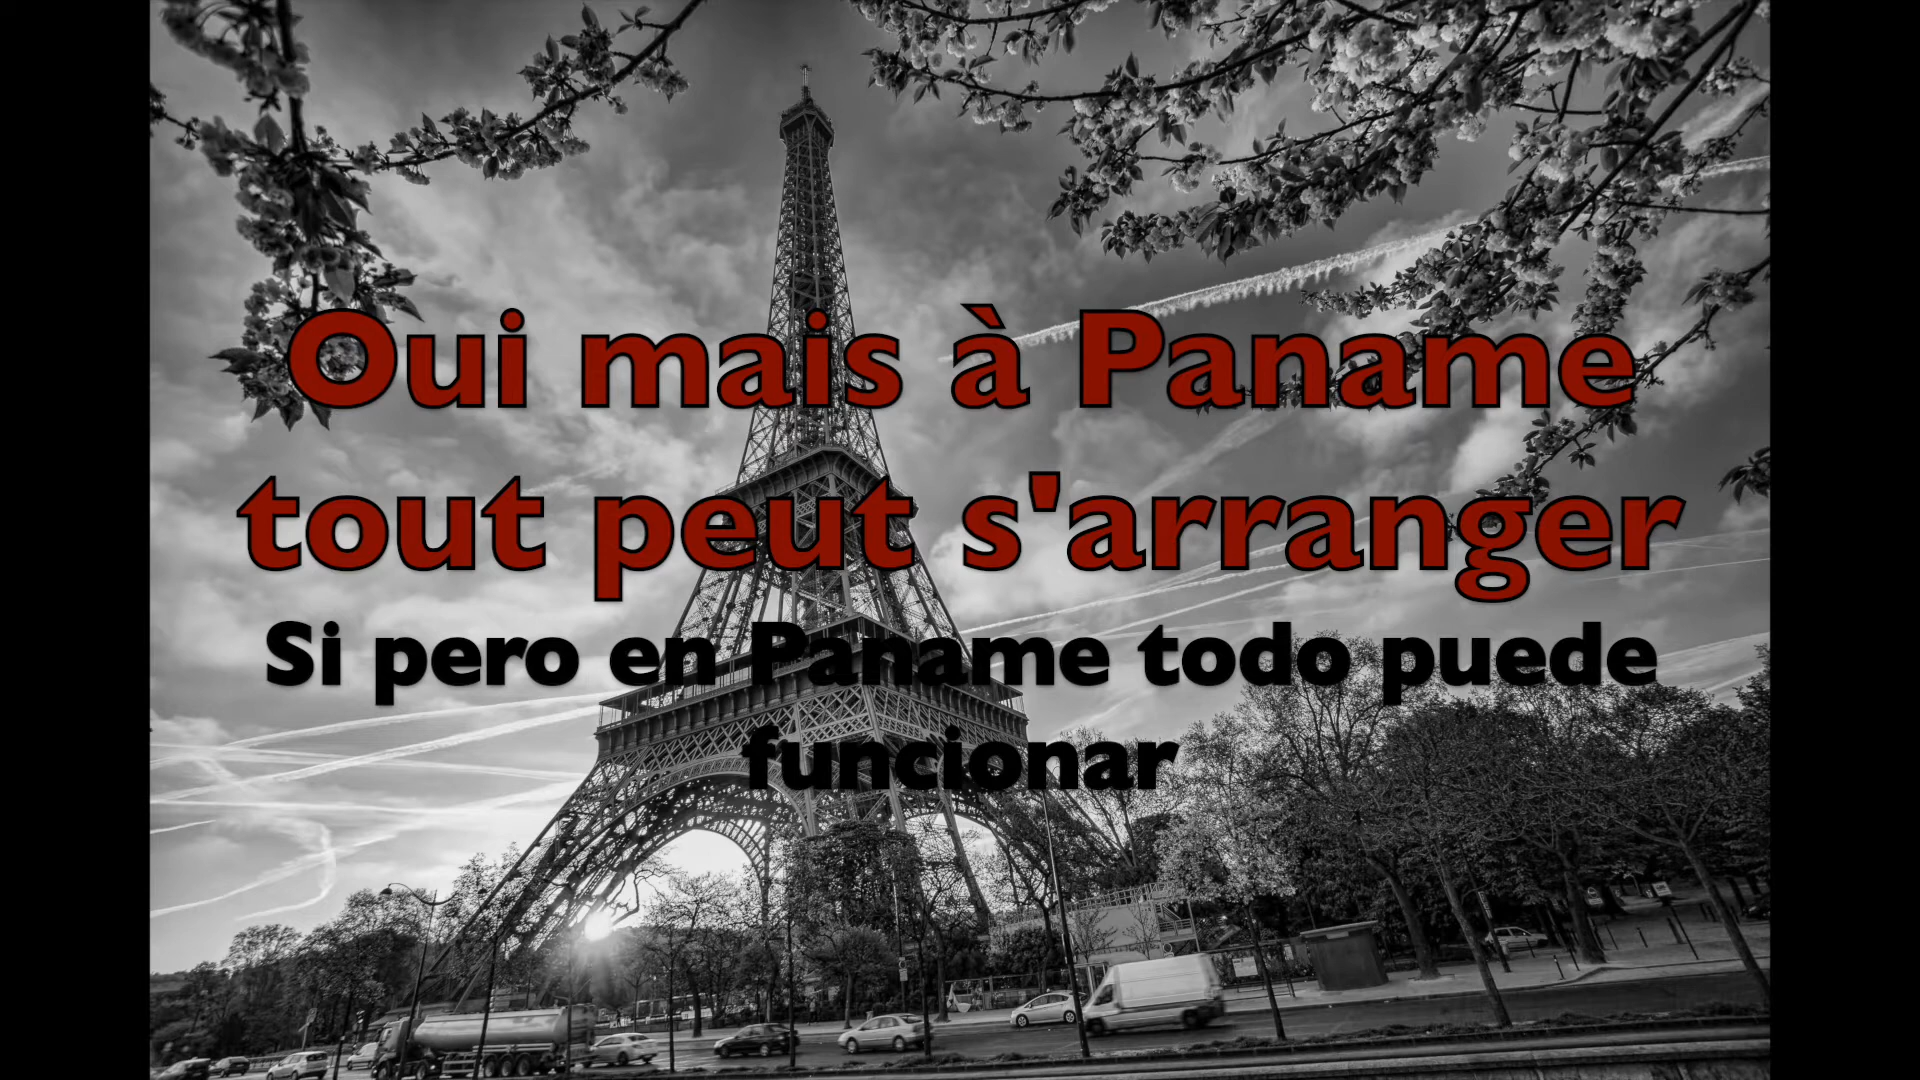 Oui mais à Paname
tout peut s'arranger
Si pero en Paname todo puede
funcionar